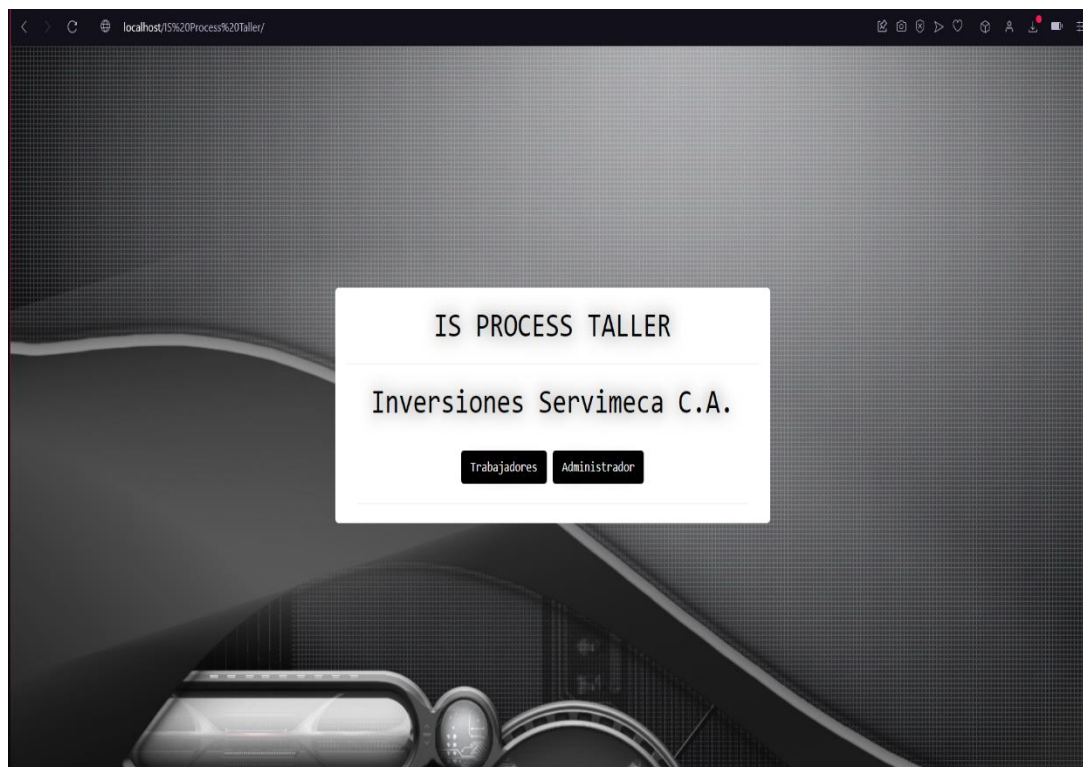 localhost/IS%20Process%20Taller/
IS PROCESS TALLER
Inversiones Servimeca C.A.
Trabajadores Administrador